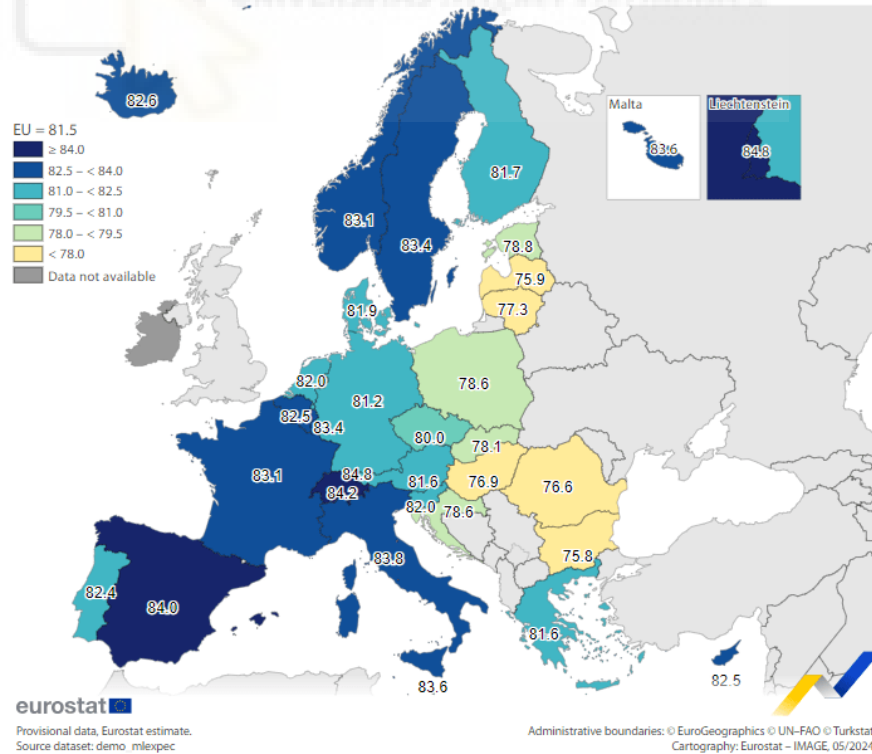 EU = 81.5
≥ 84.0
82.5 – < 84.0
81.0 – < 82.5
79.5 – < 81.0
78.0 – < 79.5
< 78.0
Data not available
Malta
83.6
Liechtenstein
84.8
82.6
81.7
83.1
83.4
78.8
75.9
77.3
81.9
82.0
81.2
78.6
82.5
83.4
80.0
78.1
83.1
84.8
84.2
81.6
76.9
76.6
82.0
78.6
75.8
83.8
82.4
84.0
81.6
83.6
82.5
eurostat
Provisional data, Eurostat estimate.
Source dataset: demo_mlexpec
Administrative boundaries: © EuroGeographics © UN–FAO © Turkstat
Cartography: Eurostat – IMAGE, 05/2024